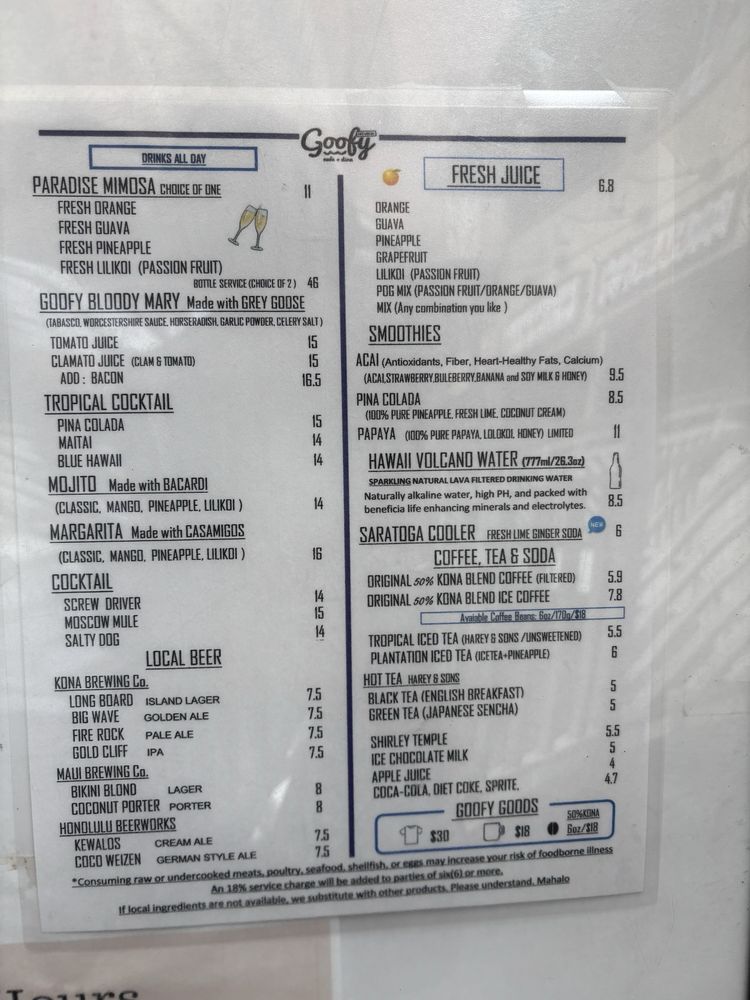 Goofy
cafe + dine
DRINKS ALL DAY
PARADISE MIMOSA CHOICE OF ONE 11
FRESH ORANGE
FRESH GUAVA
FRESH PINEAPPLE
FRESH LILIKOI (PASSION FRUIT)
BOTTLE SERVICE (CHOICE OF 2) 46
GOOFY BLOODY MARY Made with GREY GOOSE
(TABASCO, WORCESTERSHIRE SAUCE, HORSERADISH, GARLIC POWDER, CELERY SALT)
TOMATO JUICE 15
CLAMATO JUICE (CLAM & TOMATO) 15
ADD: BACON 16.5
TROPICAL COCKTAIL
PINA COLADA 15
MAITAI 14
BLUE HAWAII 14
MOJITO Made with BACARDI
(CLASSIC, MANGO, PINEAPPLE, LILIKOI) 14
MARGARITA Made with CASAMIGOS
(CLASSIC, MANGO, PINEAPPLE, LILIKOI) 16
COCKTAIL
SCREW DRIVER 14
MOSCOW MULE 15
SALTY DOG 14
LOCAL BEER
KONA BREWING Co.
LONG BOARD ISLAND LAGER 7.5
BIG WAVE GOLDEN ALE 7.5
FIRE ROCK PALE ALE 7.5
GOLD CLIFF IPA 7.5
MAUI BREWING Co.
BIKINI BLOND LAGER 8
COCONUT PORTER PORTER 8
HONOLULU BEERWORKS
KEWALOS CREAM ALE 7.5
COCO WEIZEN GERMAN STYLE ALE 7.5
FRESH JUICE 6.8
ORANGE
GUAVA
PINEAPPLE
GRAPEFRUIT
LILIKOI (PASSION FRUIT)
POG MIX (PASSION FRUIT/ORANGE/GUAVA)
MIX (Any combination you like)
SMOOTHIES
ACAI (Antioxidants, Fiber, Heart-Healthy Fats, Calcium)
(ACAI,STRAWBERRY,BULEBERRY,BANANA and SOY MILK & HONEY) 9.5
PINA COLADA 8.5
(100% PURE PINEAPPLE, FRESH LIME, COCONUT CREAM)
PAPAYA (100% PURE PAPAYA, LOLOKOI, HONEY) LIMITED 11
HAWAII VOLCANO WATER (777ml/26.3oz)
SPARKLING NATURAL LAVA FILTERED DRINKING WATER
Naturally alkaline water, high PH, and packed with
beneficia life enhancing minerals and electrolytes. 8.5
SARATOGA COOLER FRESH LIME GINGER SODA NEW 6
COFFEE, TEA & SODA
ORIGINAL 50% KONA BLEND COFFEE (FILTERED) 5.9
ORIGINAL 50% KONA BLEND ICE COFFEE 7.8
Avaiable Coffee Beans: 6oz/170g/$18
TROPICAL ICED TEA (HAREY & SONS /UNSWEETENED) 5.5
PLANTATION ICED TEA (ICETEA+PINEAPPLE) 6
HOT TEA HAREY & SONS
BLACK TEA (ENGLISH BREAKFAST) 5
GREEN TEA (JAPANESE SENCHA) 5
SHIRLEY TEMPLE 5.5
ICE CHOCOLATE MILK 5
APPLE JUICE 4
COCA-COLA, DIET COKE, SPRITE, 4.7
GOOFY GOODS
$30 $18 50%KONA
6oz/$18
*Consuming raw or undercooked meats, poultry, seafood, shellfish, or eggs may increase your risk of foodborne illness
An 18% service charge will be added to parties of six(6) or more.
If local ingredients are not available, we substitute with other products. Please understand, Mahalo